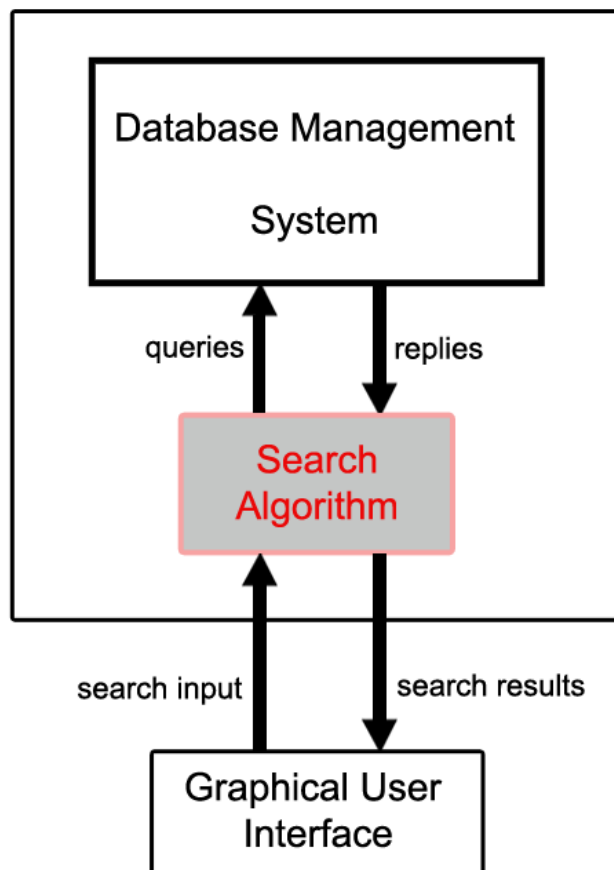 Database Management
System
queries
replies
Search
Algorithm
search input
search results
Graphical User
Interface